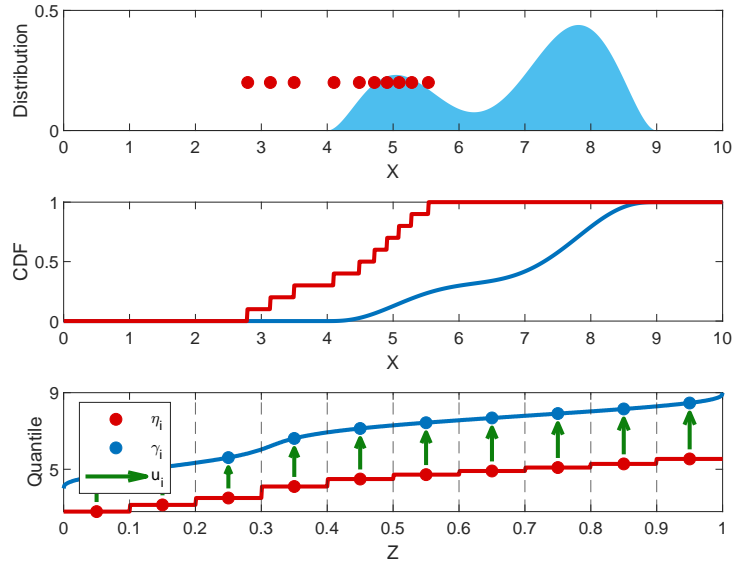 Distribution
0.5
0
0 1 2 3 4 5 6 7 8 9 10
X
CDF
1
0.5
0
0 1 2 3 4 5 6 7 8 9 10
X
Quantile
9
5
η_i
γ_i
u_i
0 0.1 0.2 0.3 0.4 0.5 0.6 0.7 0.8 0.9 1
Z